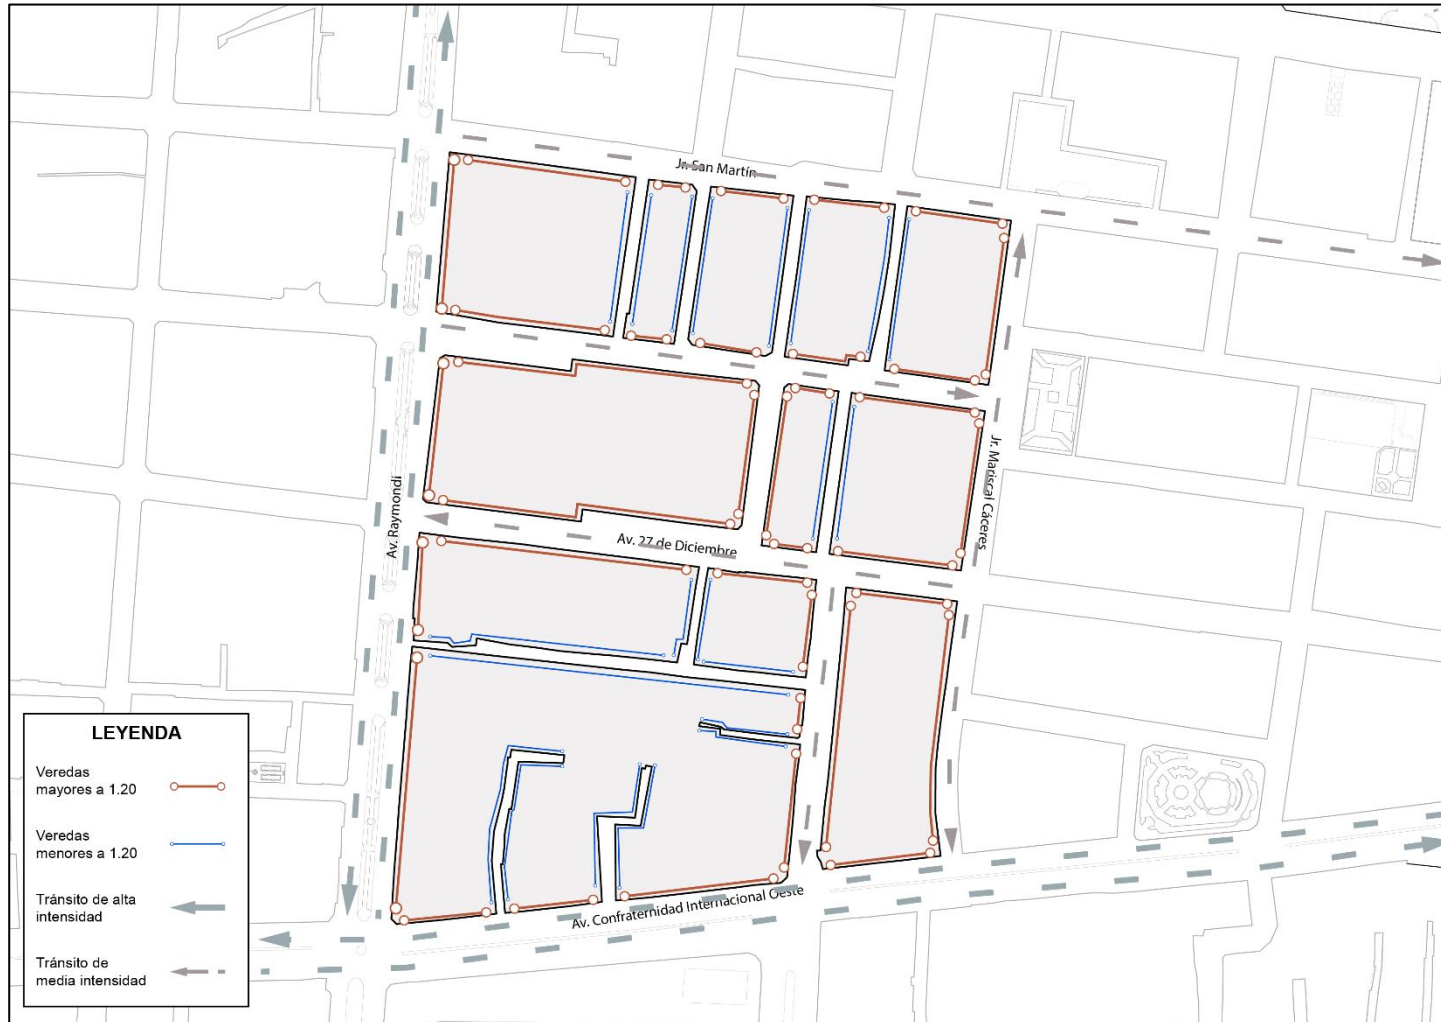 Jr. San Martín
Av. Raymondi
Jr. Mariscal Cáceres
Av. 27 de Diciembre
Av. Confraternidad Internacional Oeste
LEYENDA
Veredas
mayores a 1.20
Veredas
menores a 1.20
Tránsito de alta
intensidad
Tránsito de
media intensidad